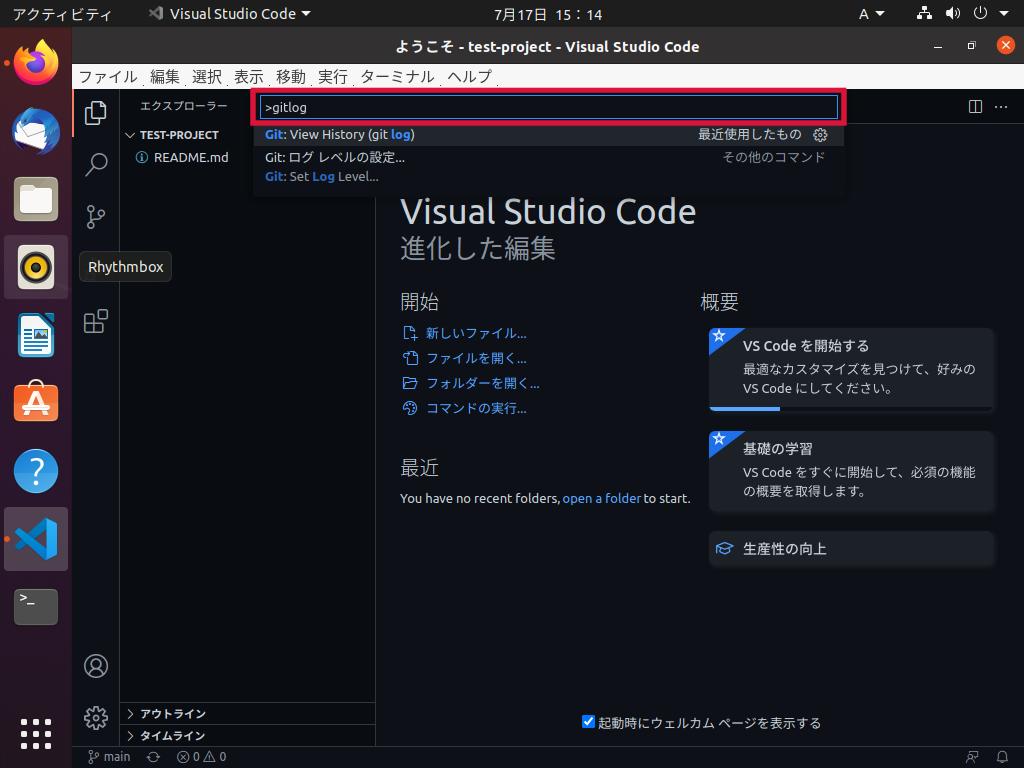 アクティビティ
Visual Studio Code
7月17日 15：14
A
ようこそ - test-project - Visual Studio Code
ファイル 編集 選択 表示 移動 実行 ターミナル ヘルプ
エクスプローラー
>gitlog
TEST-PROJECT
README.md
Git: View History (git log)
最近使用したもの
Git: ログ レベルの設定...
その他のコマンド
Git: Set Log Level...
Visual Studio Code
進化した編集
Rhythmbox
開始
新しいファイル...
ファイルを開く...
フォルダーを開く...
コマンドの実行...
最近
You have no recent folders, open a folder to start.
概要
VS Code を開始する
最適なカスタマイズを見つけて、好みの
VS Code にしてください。
基礎の学習
VS Code をすぐに開始して、必須の機能
の概要を取得します。
生産性の向上
起動時にウェルカム ページを表示する
アウトライン
タイムライン
main
0
0